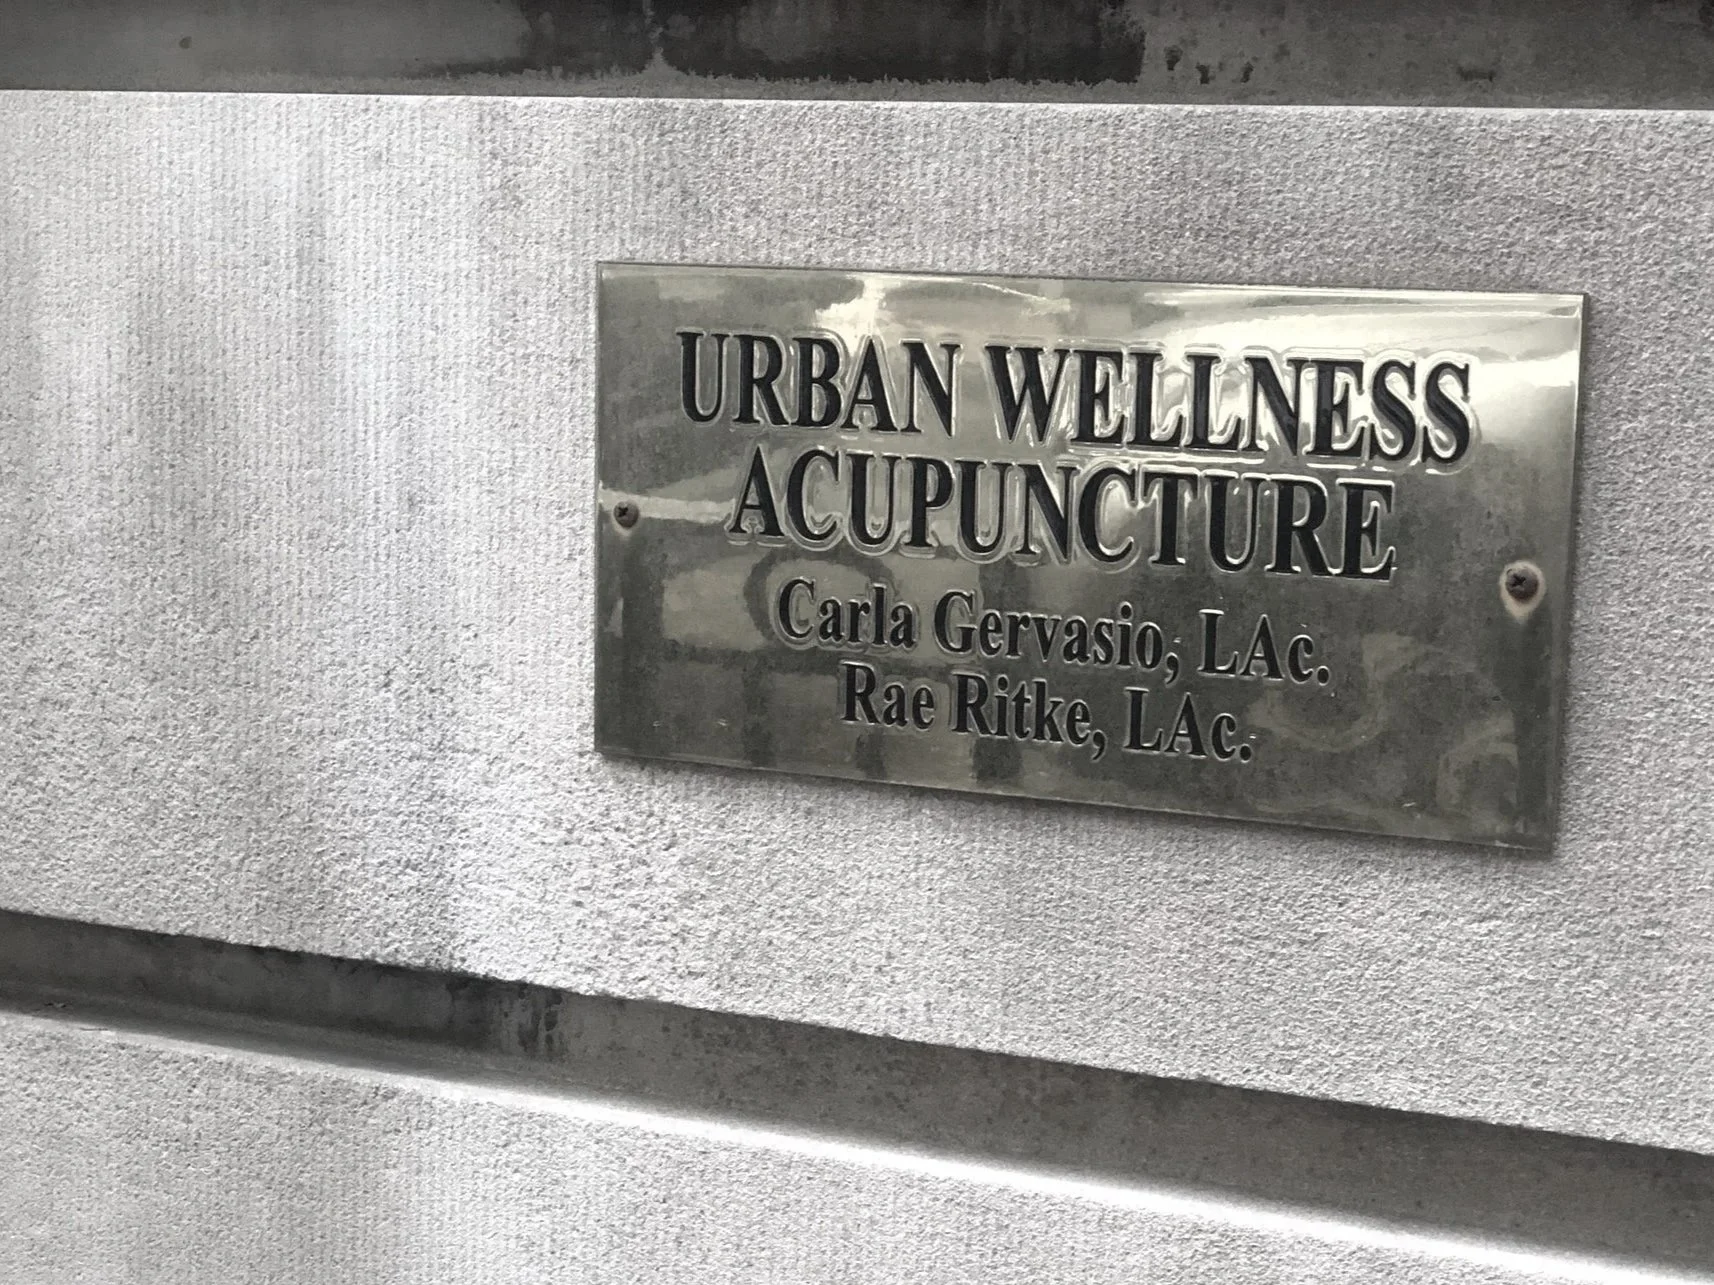 URBAN WELLNESS
ACUPUNCTURE
Carla Gervasio, LAc.
Rae Ritke, LAc.